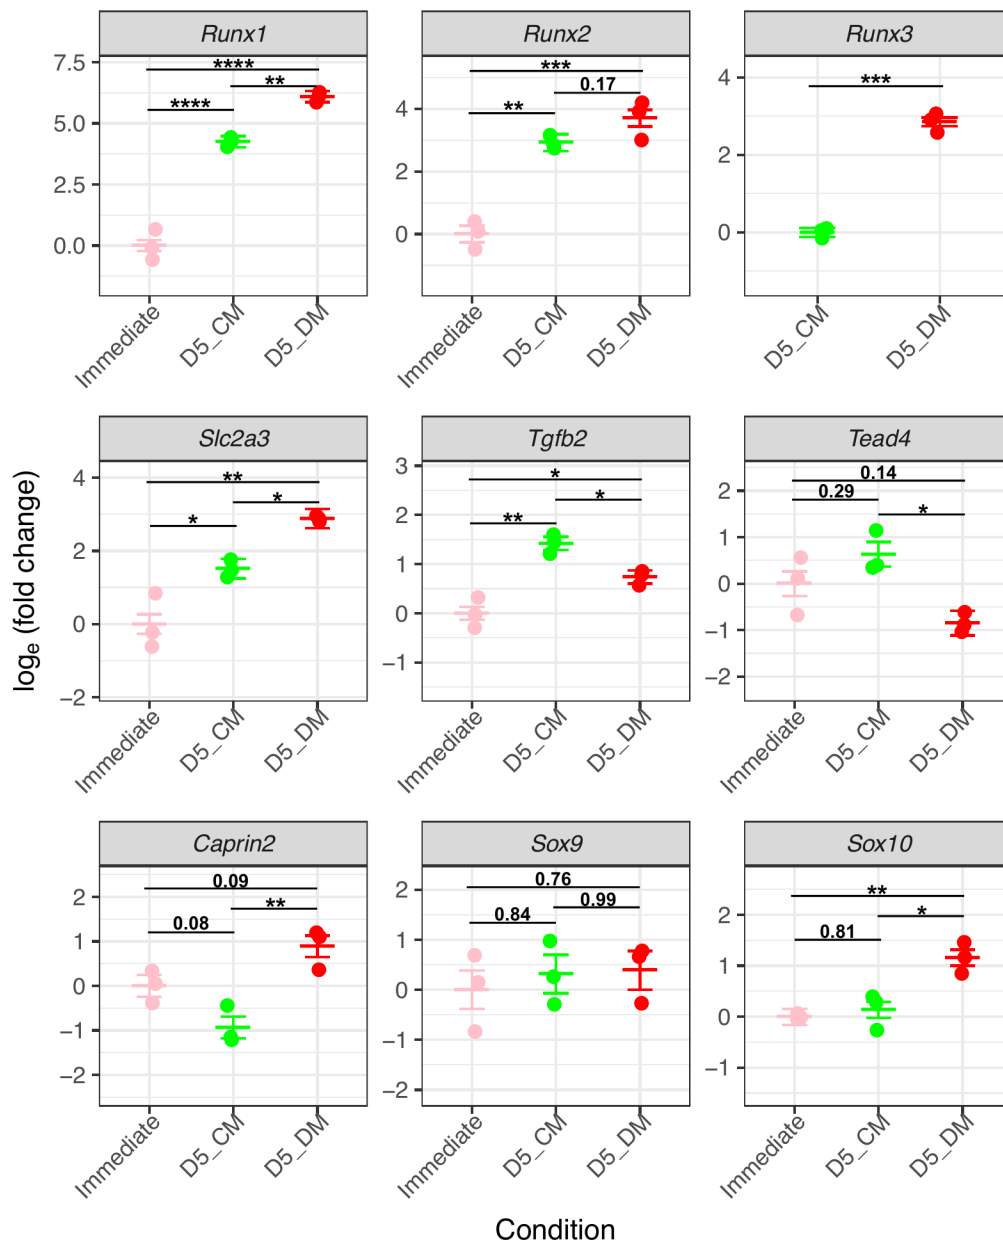 Runx1
Runx2
Runx3
7.5
5.0
2.5
0.0
****
**
****
Immediate
D5_CM
D5_DM
4
2
0
***
0.17
**
Immediate
D5_CM
D5_DM
4
2
0
***
D5_CM
D5_DM
log_e (fold change)
Slc2a3
Tgfb2
Tead4
4
2
0
−2
**
*
*
Immediate
D5_CM
D5_DM
3
2
1
0
−1
*
*
**
Immediate
D5_CM
D5_DM
2
1
0
−1
−2
0.14
0.29
*
Immediate
D5_CM
D5_DM
Caprin2
Sox9
Sox10
2
1
0
−1
−2
0.09
**
0.08
Immediate
D5_CM
D5_DM
2
1
0
−1
−2
0.76
0.99
0.84
Immediate
D5_CM
D5_DM
2
1
0
−1
**
*
0.81
Immediate
D5_CM
D5_DM
Condition